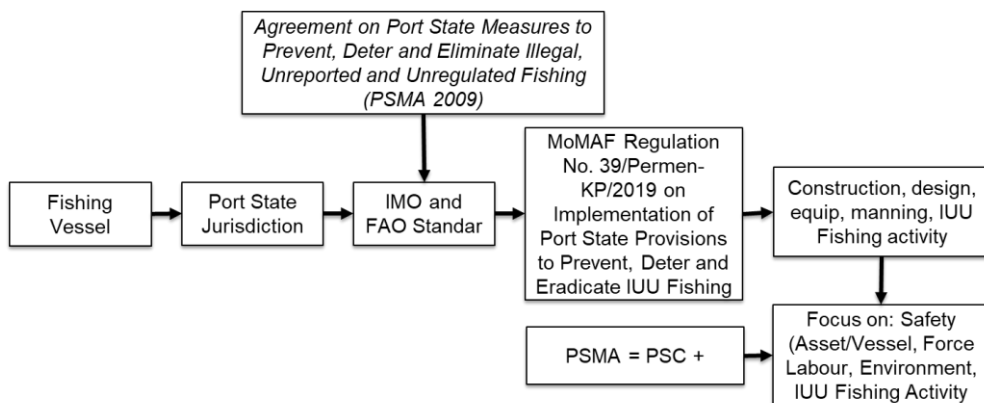 Agreement on Port State Measures to
Prevent, Deter and Eliminate Illegal,
Unreported and Unregulated Fishing
(PSMA 2009)
Fishing
Vessel
Port State
Jurisdiction
IMO and
FAO Standar
MoMAF Regulation
No. 39/Permen-
KP/2019 on
Implementation of
Port State Provisions
to Prevent, Deter and
Eradicate IUU Fishing
Construction, design,
equip, manning, IUU
Fishing activity
PSMA = PSC +
Focus on: Safety
(Asset/Vessel, Force
Labour, Environment,
IUU Fishing Activity